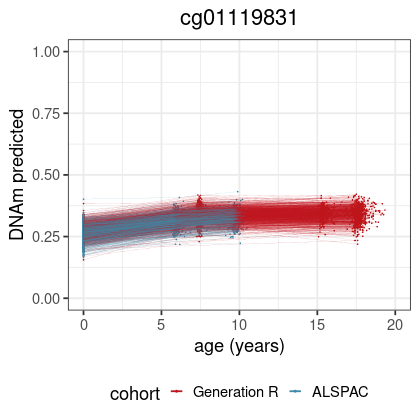 cg01119831
1.00
0.75
0.50
0.25
0.00
DNAm predicted
0 5 10 15 20
age (years)
cohort Generation R ALSPAC